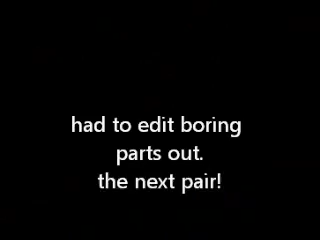 had to edit boring
parts out.
the next pair!